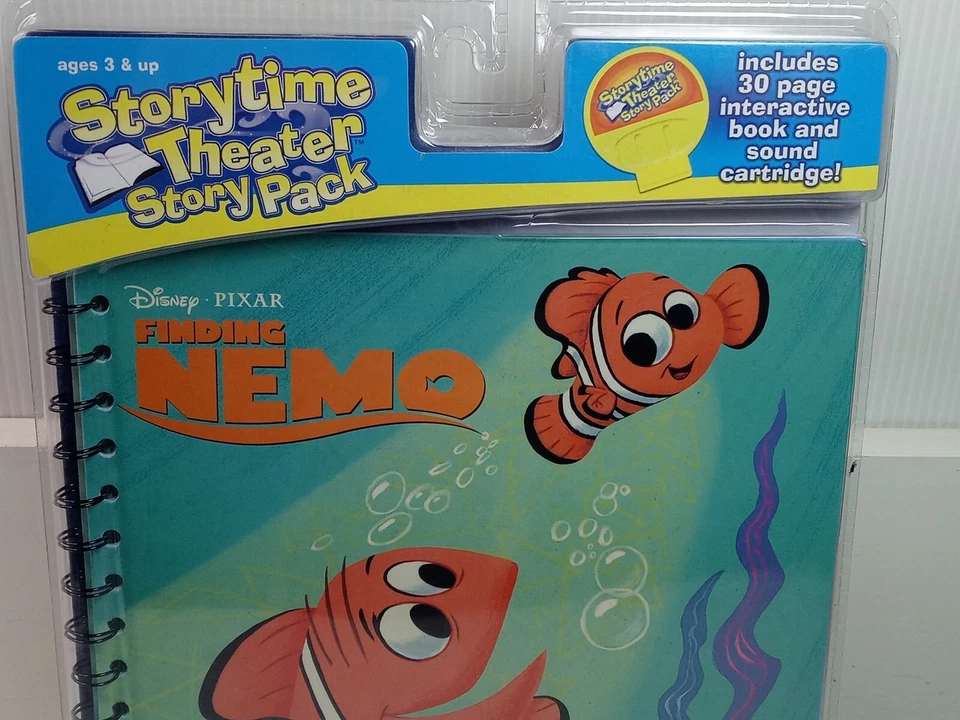 ages 3 & up
Storytime
Theater™
Story Pack
Storytime
Theater
Story Pack
includes
30 page
interactive
book and
sound
cartridge!
Disney · PIXAR
FINDING
NEMO